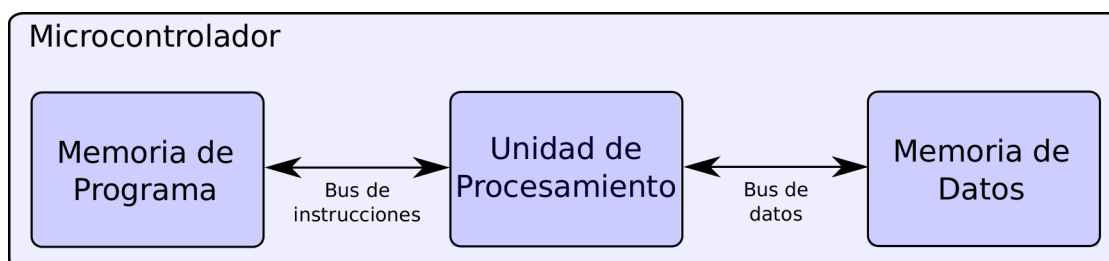 Microcontrolador
Memoria de
Programa
Bus de
instrucciones
Unidad de
Procesamiento
Bus de
datos
Memoria de
Datos